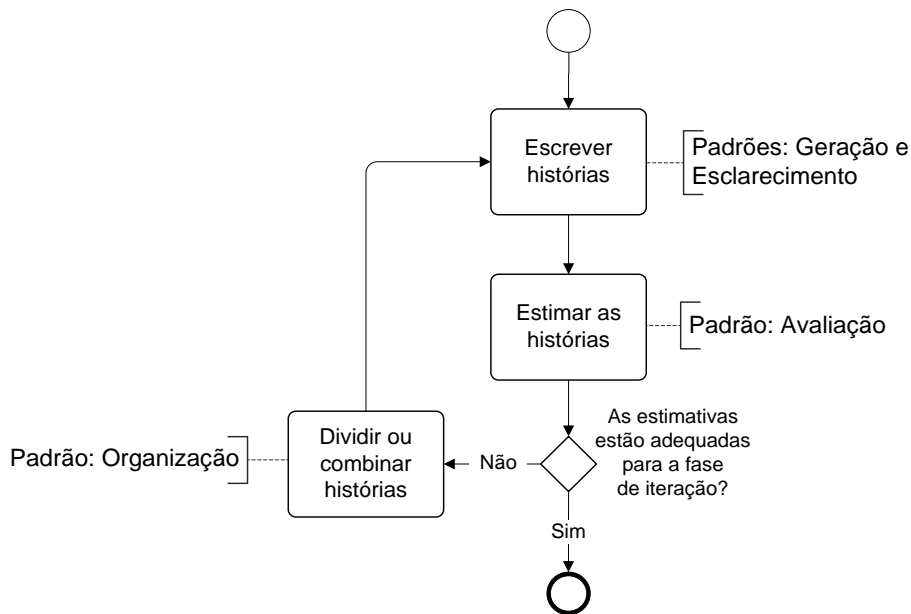 Escrever
histórias
Padrões: Geração e
Esclarecimento
Estimar as
histórias
Padrão: Avaliação
As estimativas
estão adequadas
para a fase
de iteração?
Não
Dividir ou
combinar
histórias
Padrão: Organização
Sim